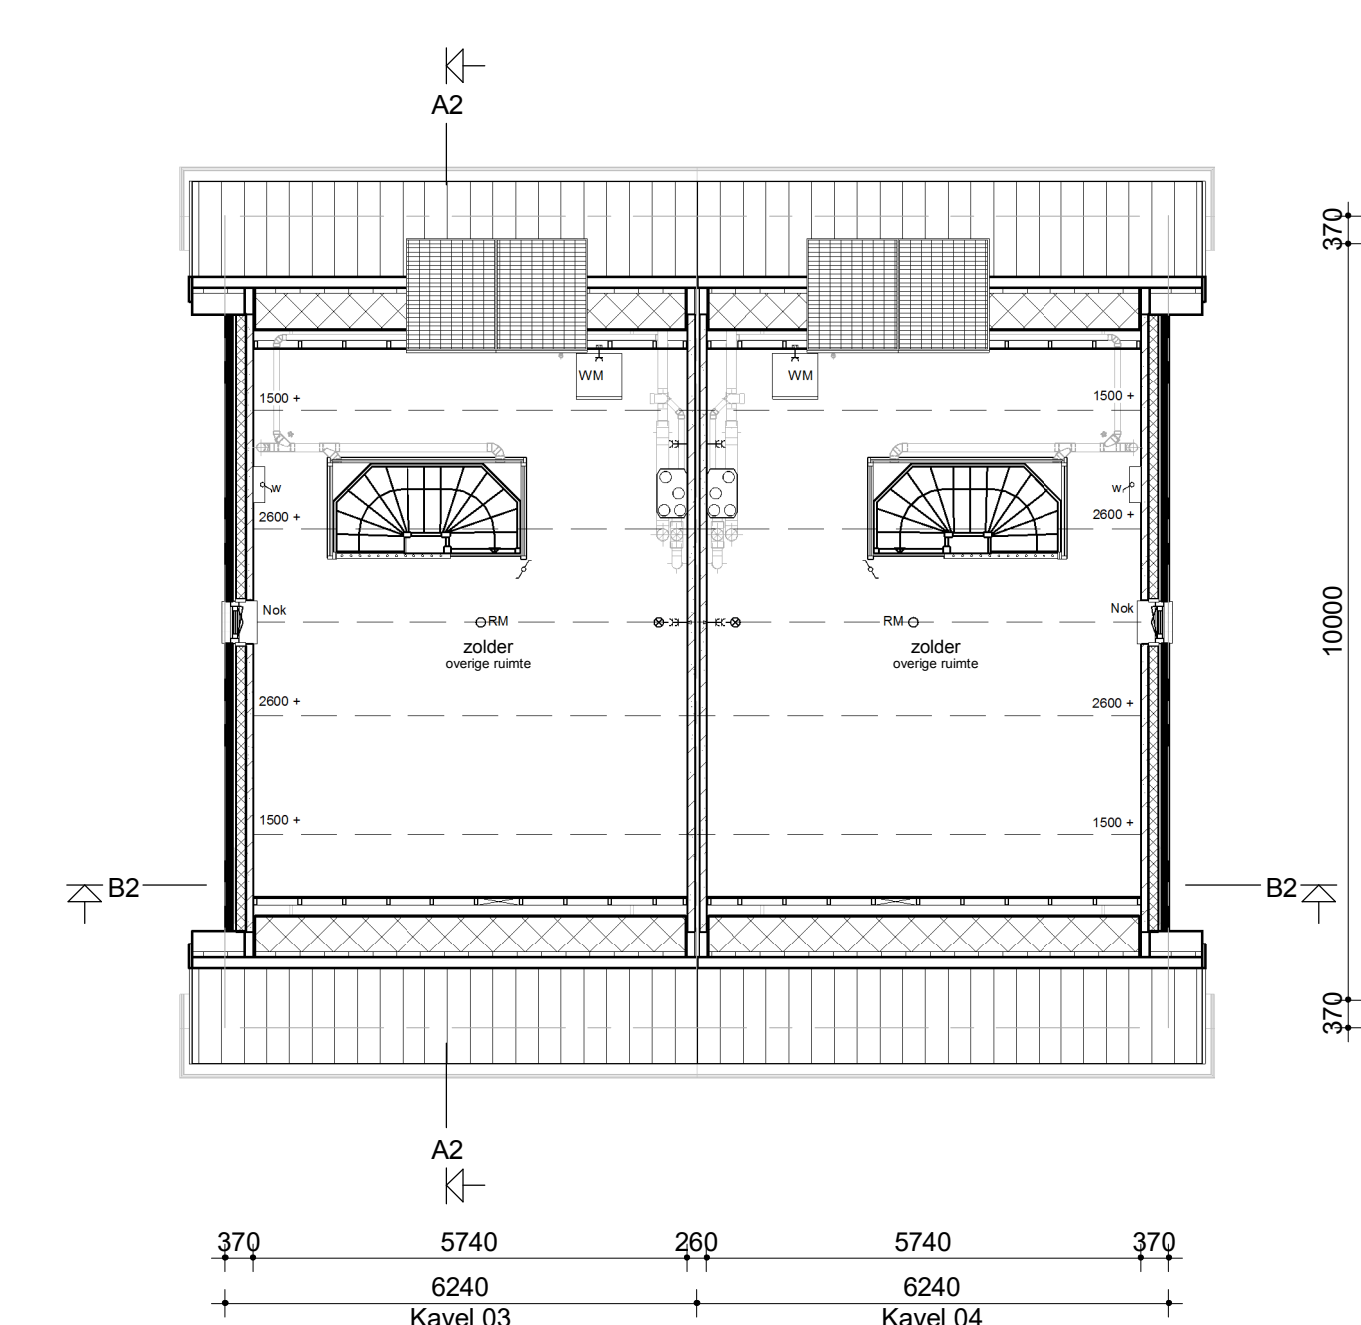 A2
370
WM
WM
1500 +
1500 +
w
w
2600 +
2600 +
Nok
Nok
RM
RM
10000
zolder
zolder
overige ruimte
overige ruimte
2600 +
2600 +
1500 +
1500 +
B2
B2
370
A2
370
5740
260
5740
370
6240
6240
Kavel 03
Kavel 04